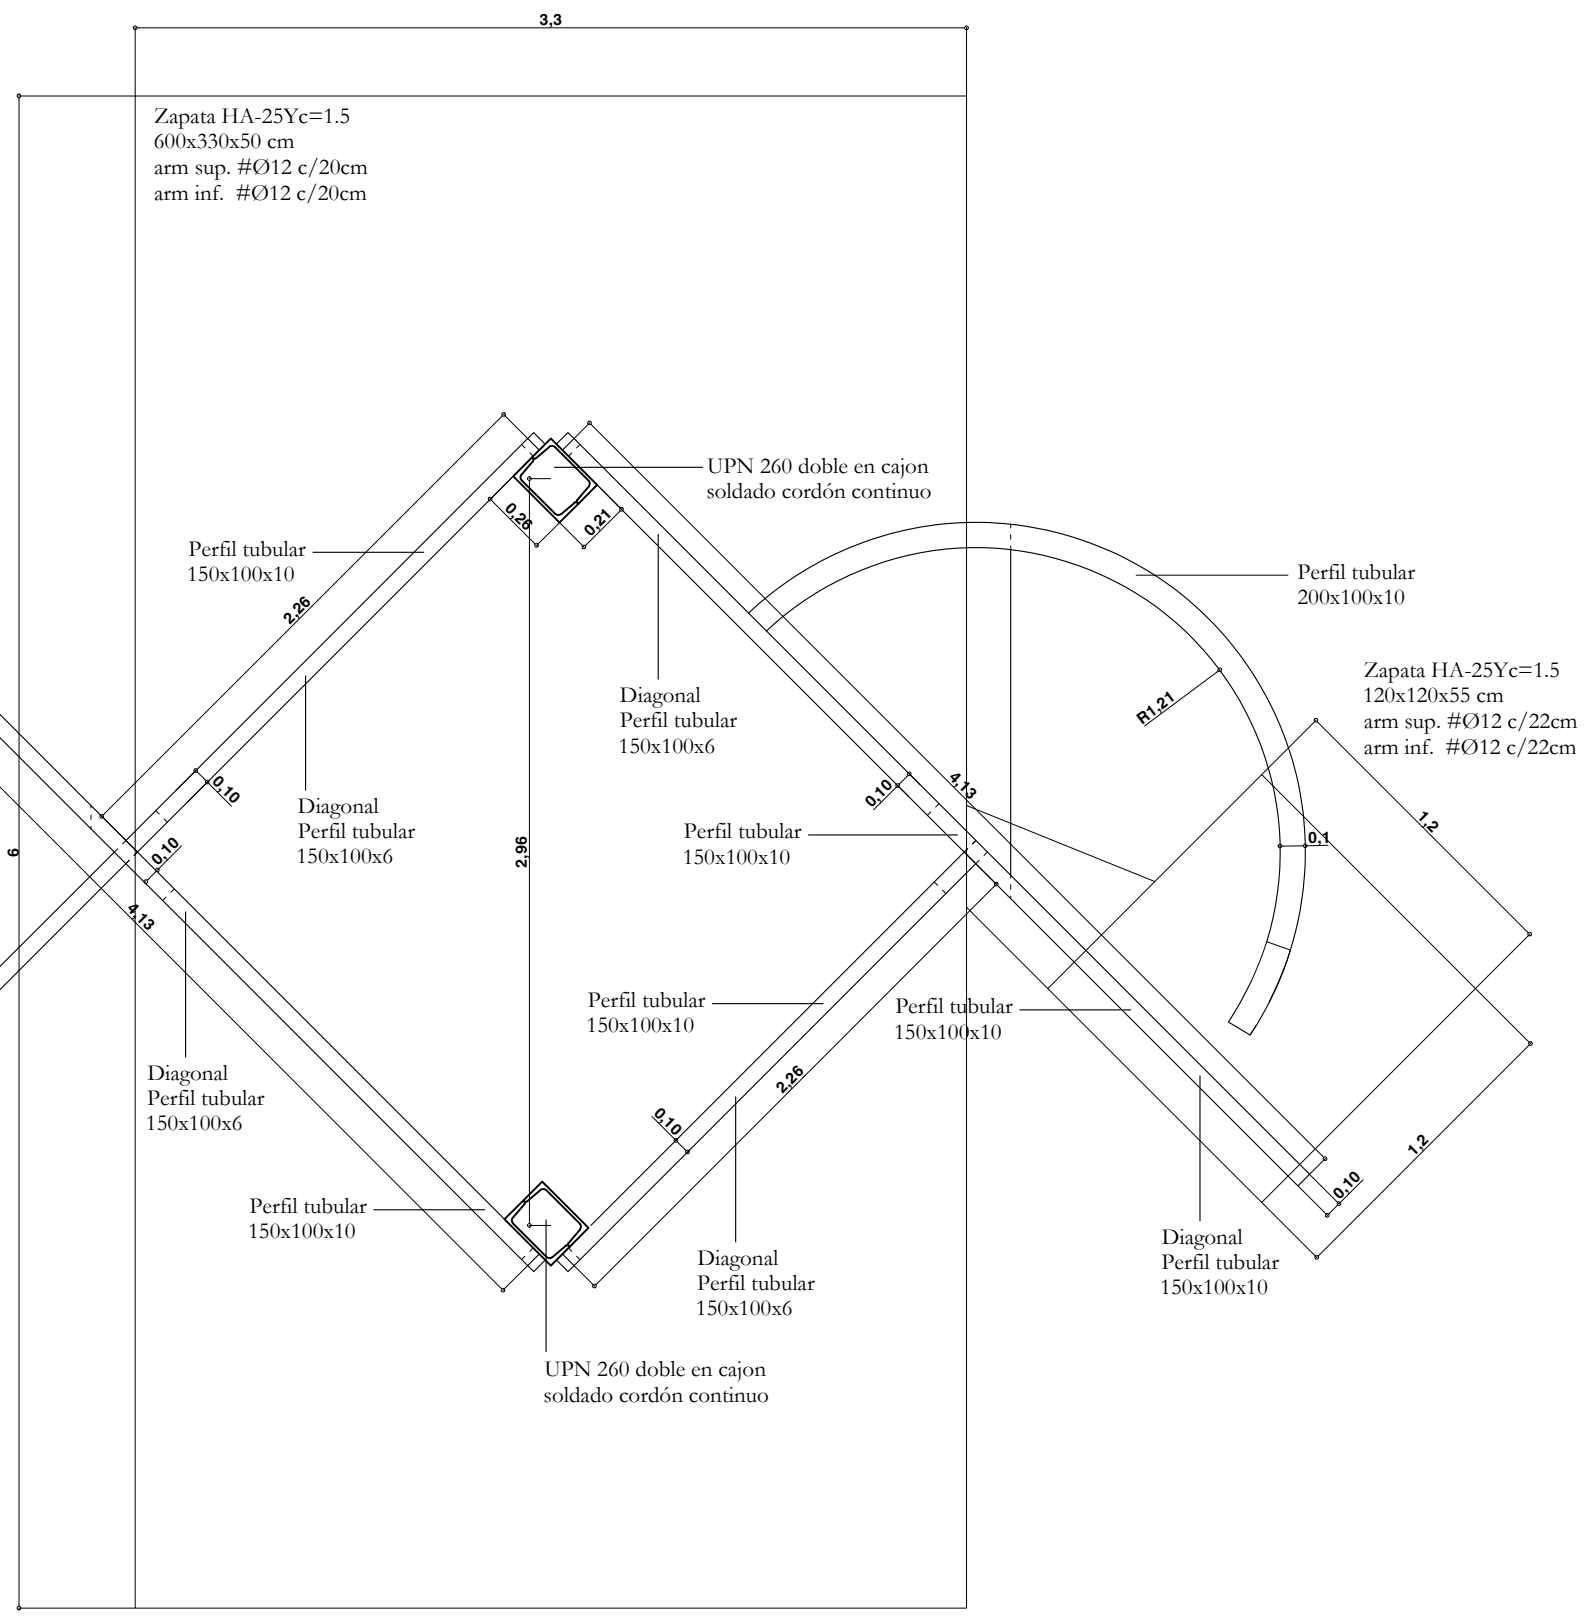 3,3
Zapata HA-25Yc=1.5
600x330x50 cm
arm sup. #Ø12 c/20cm
arm inf.  #Ø12 c/20cm
UPN 260 doble en cajon
soldado cordón continuo
0,26
0,21
Perfil tubular
150x100x10
Perfil tubular
200x100x10
2,26
Zapata HA-25Yc=1.5
120x120x55 cm
arm sup. #Ø12 c/22cm
arm inf.  #Ø12 c/22cm
Diagonal
Perfil tubular
150x100x6
R1,21
0,10
0,10
4,13
Diagonal
Perfil tubular
150x100x6
Perfil tubular
150x100x10
1,2
0,1
6
0,10
2,96
4,13
Perfil tubular
150x100x10
Perfil tubular
150x100x10
Diagonal
Perfil tubular
150x100x6
2,26
0,10
1,2
0,10
Perfil tubular
150x100x10
Diagonal
Perfil tubular
150x100x6
Diagonal
Perfil tubular
150x100x10
UPN 260 doble en cajon
soldado cordón continuo